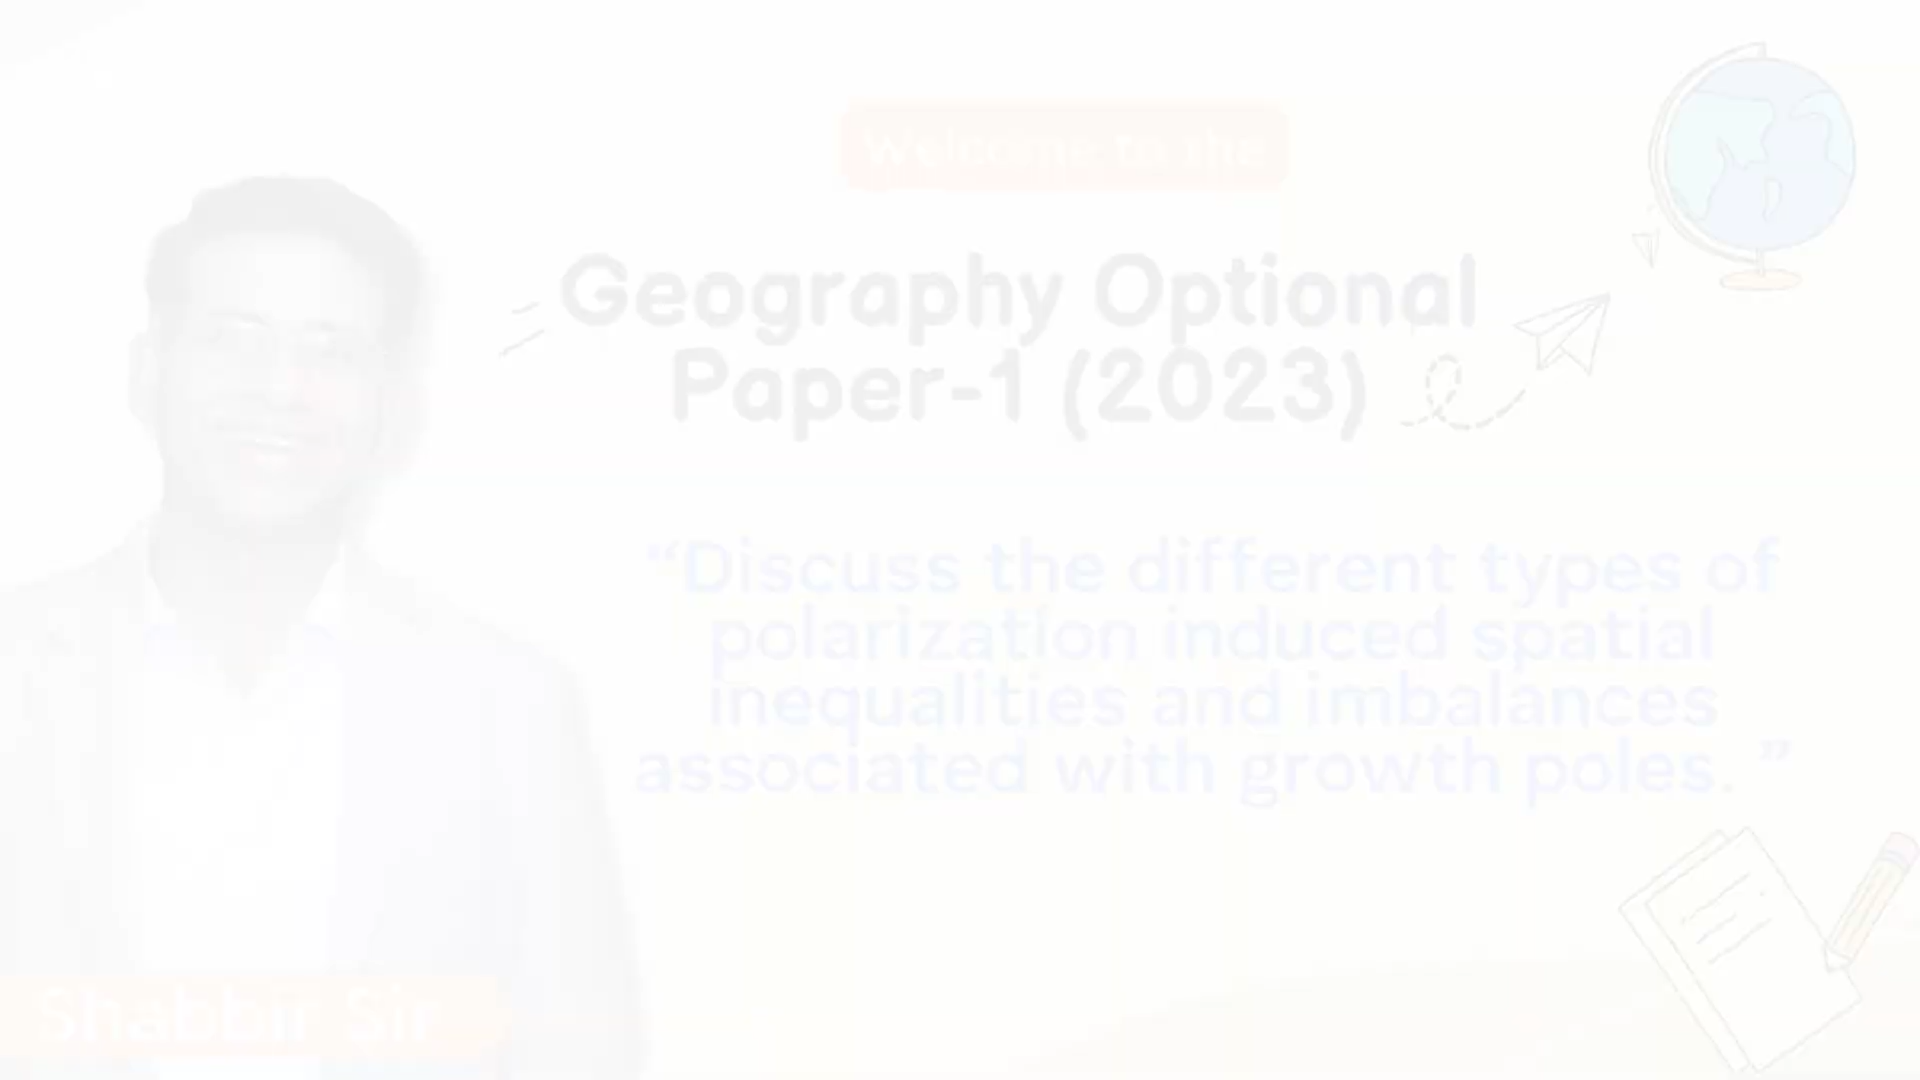 Welcome to the
Geography Optional
Paper-1 (2023)
“Discuss the different types of
polarization induced spatial
inequalities and imbalances
associated with growth poles. ”
Shabbir Sir